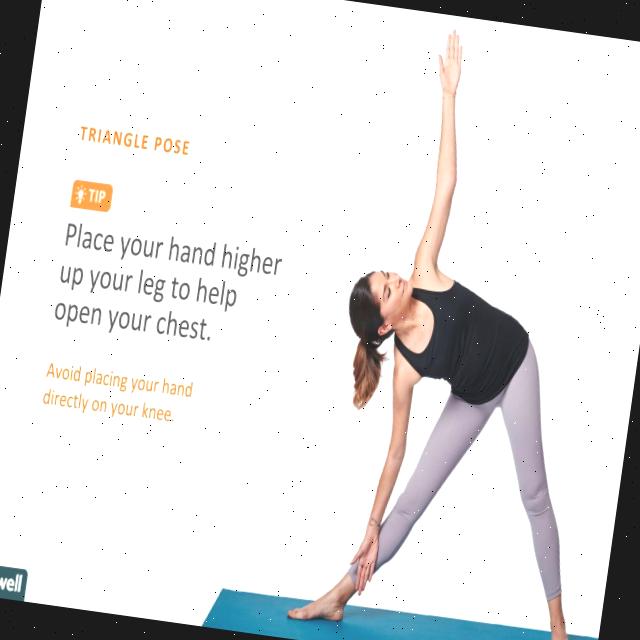 TRIANGLE POSE
TIP
Place your hand higher
up your leg to help
open your chest.
Avoid placing your hand
directly on your knee.
well